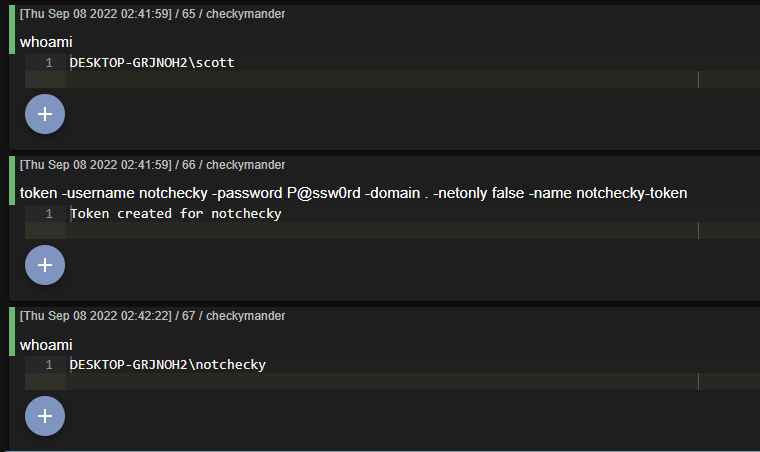 [Thu Sep 08 2022 02:41:59] / 65 / checkymander
whoami
1 DESKTOP-GRJNOH2\scott
+
[Thu Sep 08 2022 02:41:59] / 66 / checkymander
token -username notchecky -password P@ssw0rd -domain . -netonly false -name notchecky-token
1 Token created for notchecky
+
[Thu Sep 08 2022 02:42:22] / 67 / checkymander
whoami
1 DESKTOP-GRJNOH2\notchecky
+